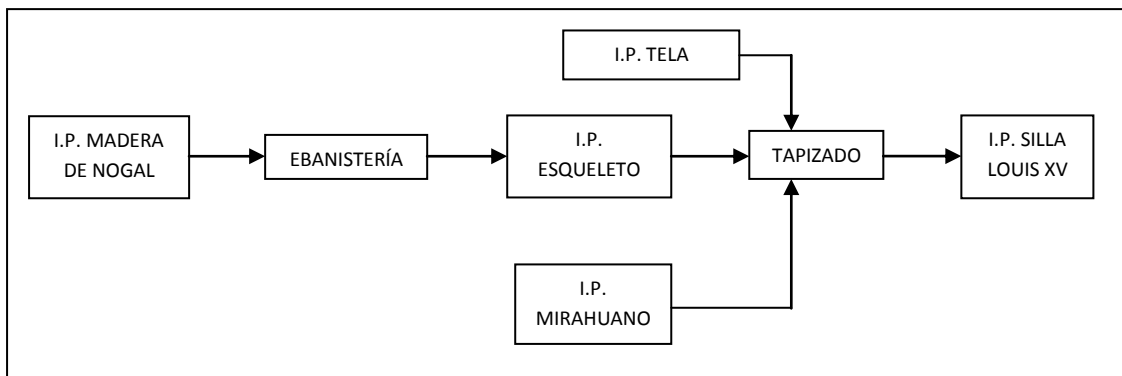 I.P. TELA
I.P. MADERA
DE NOGAL
EBANISTERÍA
I.P.
ESQUELETO
TAPIZADO
I.P. SILLA
LOUIS XV
I.P.
MIRAHUANO